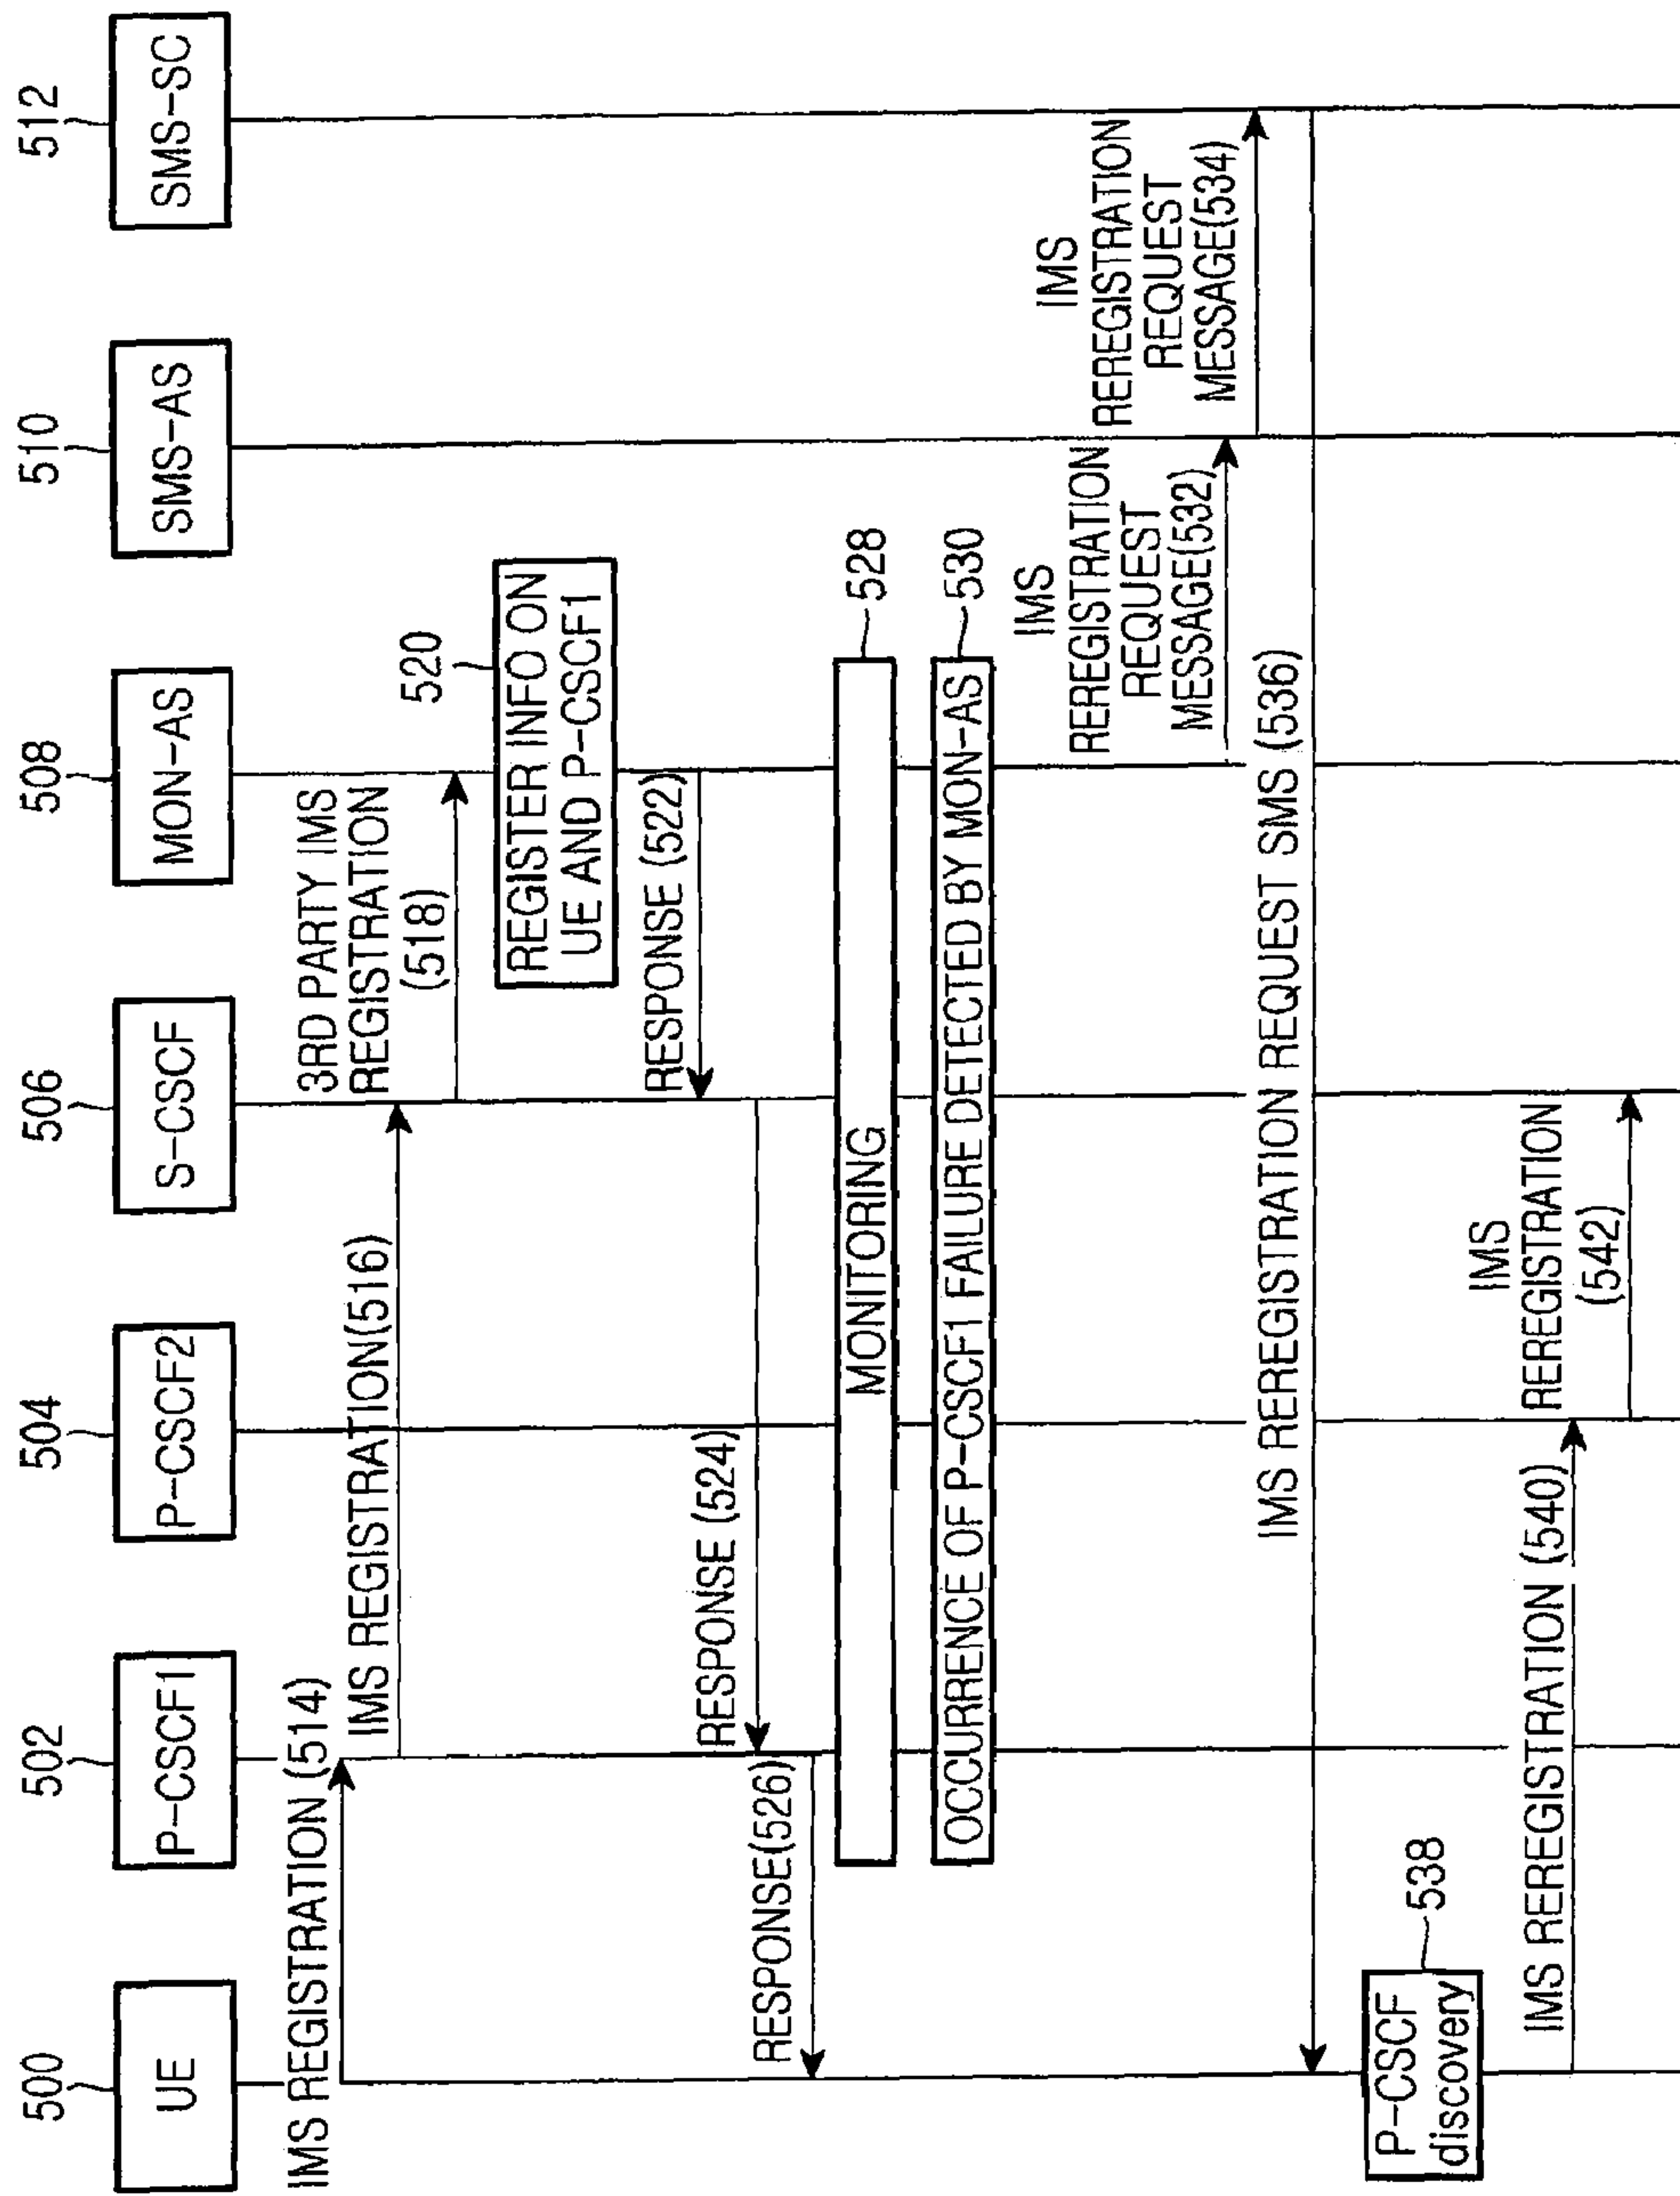 500
502
504
506
508
510
512
UE
P-CSCF1
P-CSCF2
S-CSCF
MON-AS
SMS-AS
SMS-SC
IMS REGISTRATION (514)
IMS REGISTRATION(516)
3RD PARTY IMS
REGISTRATION
(518)
520
REGISTER INFO ON
UE AND P-CSCF1
RESPONSE (522)
RESPONSE (524)
RESPONSE(526)
MONITORING
528
OCCURRENCE OF P-CSCF1 FAILURE DETECTED BY MON-AS
530
IMS
REREGISTRATION
REQUEST
MESSAGE(532)
IMS
REREGISTRATION
REQUEST
MESSAGE(534)
IMS REREGISTRATION REQUEST SMS (536)
P-CSCF
discovery
538
IMS REREGISTRATION (540)
IMS
REREGISTRATION
(542)